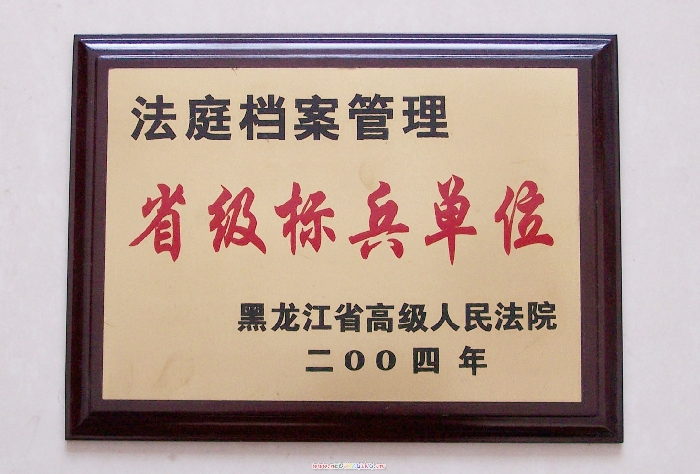 法庭档案管理
省级标兵单位
黑龙江省高级人民法院
二OO四年